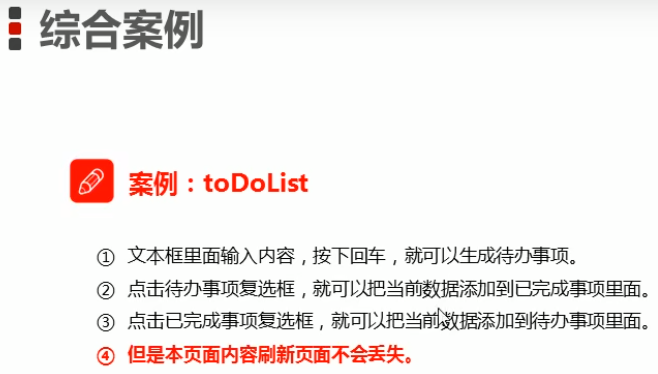 综合案例
案例：toDoList
① 文本框里面输入内容，按下回车，就可以生成待办事项。
② 点击待办事项复选框，就可以把当前数据添加到已完成事项里面。
③ 点击已完成事项复选框，就可以把当前数据添加到待办事项里面。
④ 但是本页面内容刷新页面不会丢失。